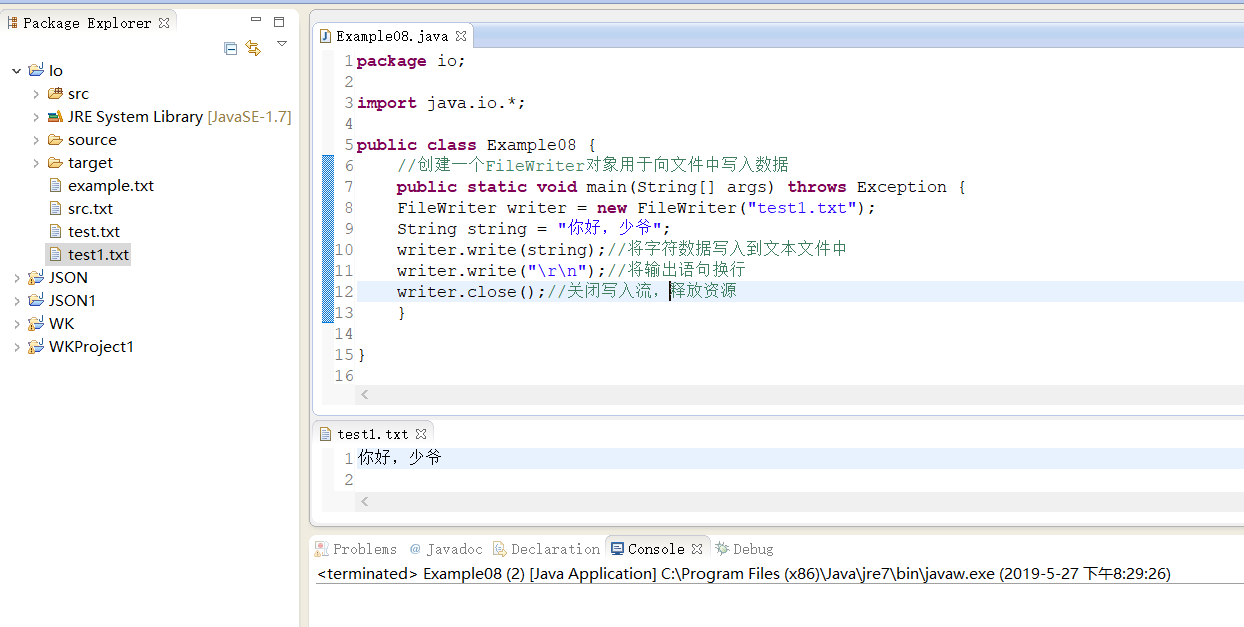 Package Explorer
Io
src
JRE System Library [JavaSE-1.7]
source
target
example.txt
src.txt
test.txt
test1.txt
JSON
JSON1
WK
WKProject1
Example08.java
1 package io;
2
3 import java.io.*;
4
5 public class Example08 {
6 //创建一个FileWriter对象用于向文件中写入数据
7 public static void main(String[] args) throws Exception {
8 FileWriter writer = new FileWriter("test1.txt");
9 String string = "你好，少爷";
10 writer.write(string);//将字符数据写入到文本文件中
11 writer.write("\r\n");//将输出语句换行
12 writer.close();//关闭写入流，释放资源
13 }
14
15 }
16
test1.txt
1 你好，少爷
2
Problems @ Javadoc Declaration Console Debug
<terminated> Example08 (2) [Java Application] C:\Program Files (x86)\Java\jre7\bin\javaw.exe (2019-5-27 下午8:29:26)